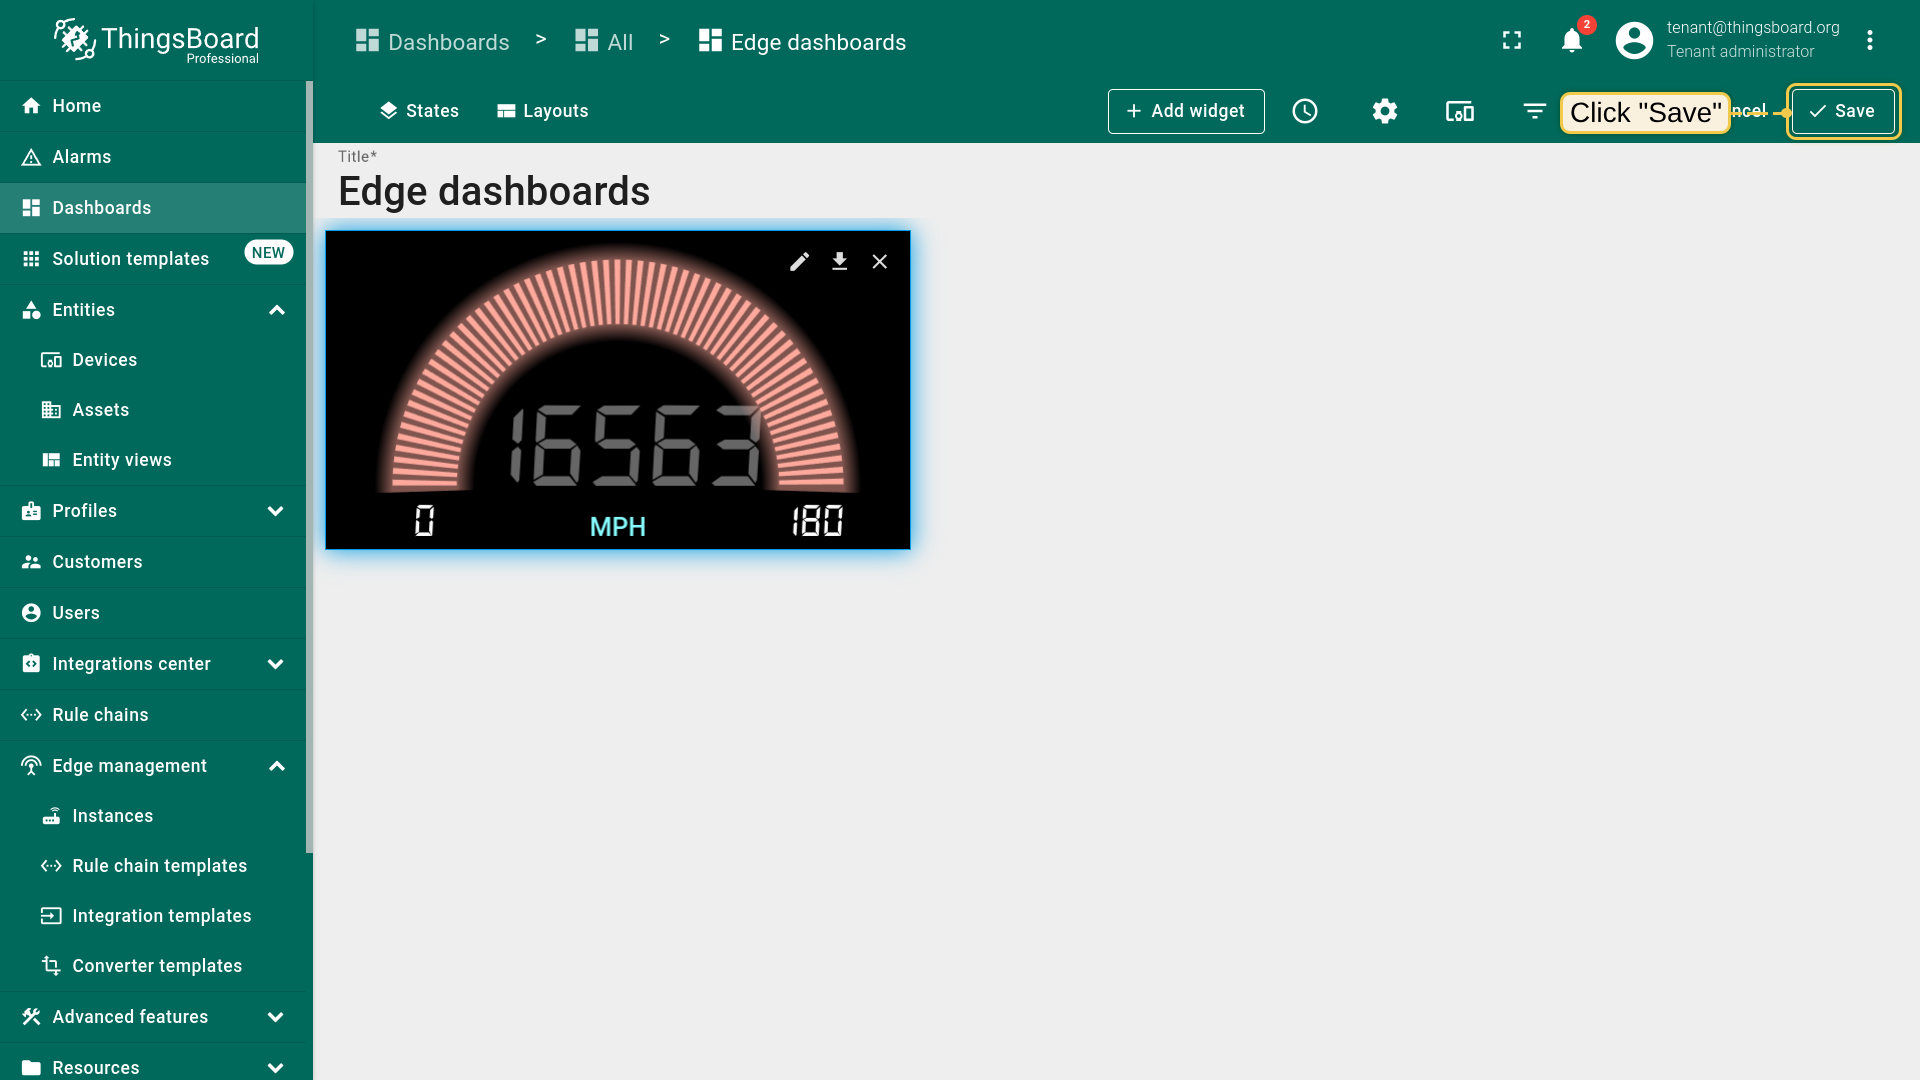 ThingsBoard
Professional
Dashboards > All > Edge dashboards
2
tenant@thingsboard.org
Tenant administrator
States
Layouts
+ Add widget
Click "Save"
ncel
Save
Home
Alarms
Dashboards
Solution templates
NEW
Entities
Devices
Assets
Entity views
Profiles
Customers
Users
Integrations center
Rule chains
Edge management
Instances
Rule chain templates
Integration templates
Converter templates
Advanced features
Resources
Title*
Edge dashboards
16563
0
MPH
180